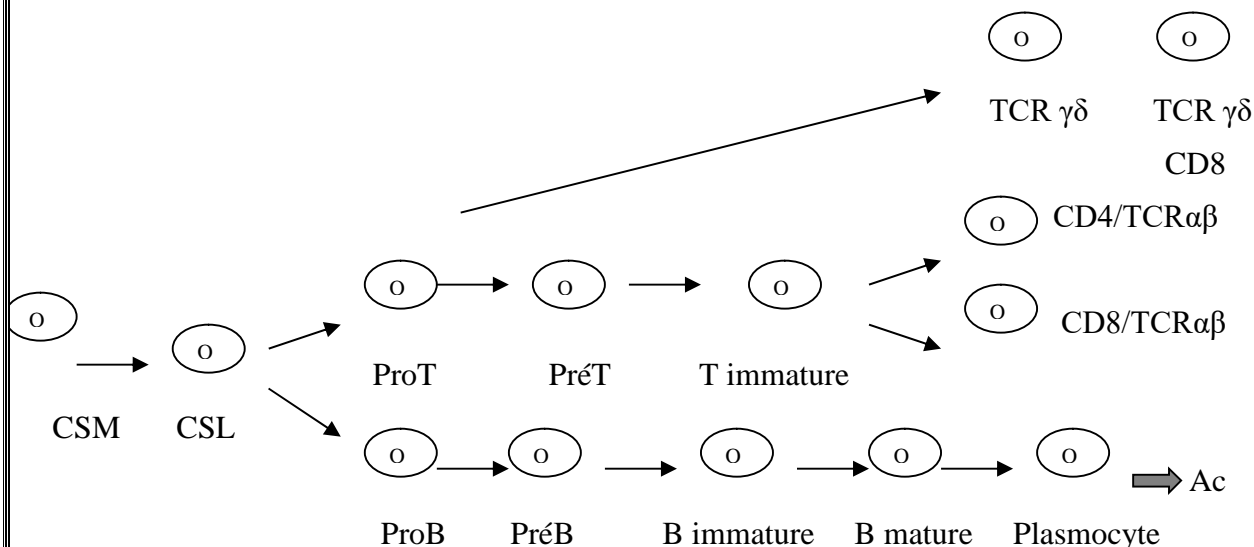 O O
TCR γδ TCR γδ
CD8
O CD4/TCRαβ
O O O
O CD8/TCRαβ
O
O
ProT PréT T immature
CSM CSL
O O O O O
Ac
ProB PréB B immature B mature Plasmocyte